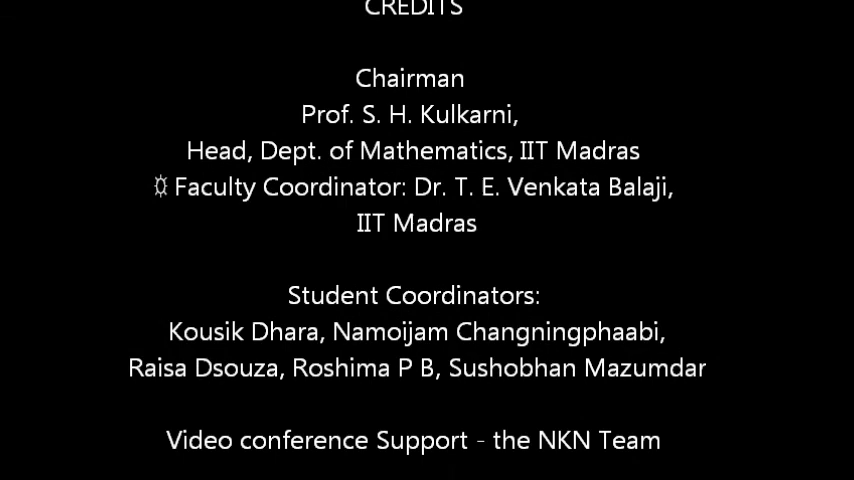 CREDITS
Chairman
Prof. S. H. Kulkarni,
Head, Dept. of Mathematics, IIT Madras
¤ Faculty Coordinator: Dr. T. E. Venkata Balaji,
IIT Madras
Student Coordinators:
Kousik Dhara, Namoijam Changningphaabi,
Raisa Dsouza, Roshima P B, Sushobhan Mazumdar
Video conference Support - the NKN Team